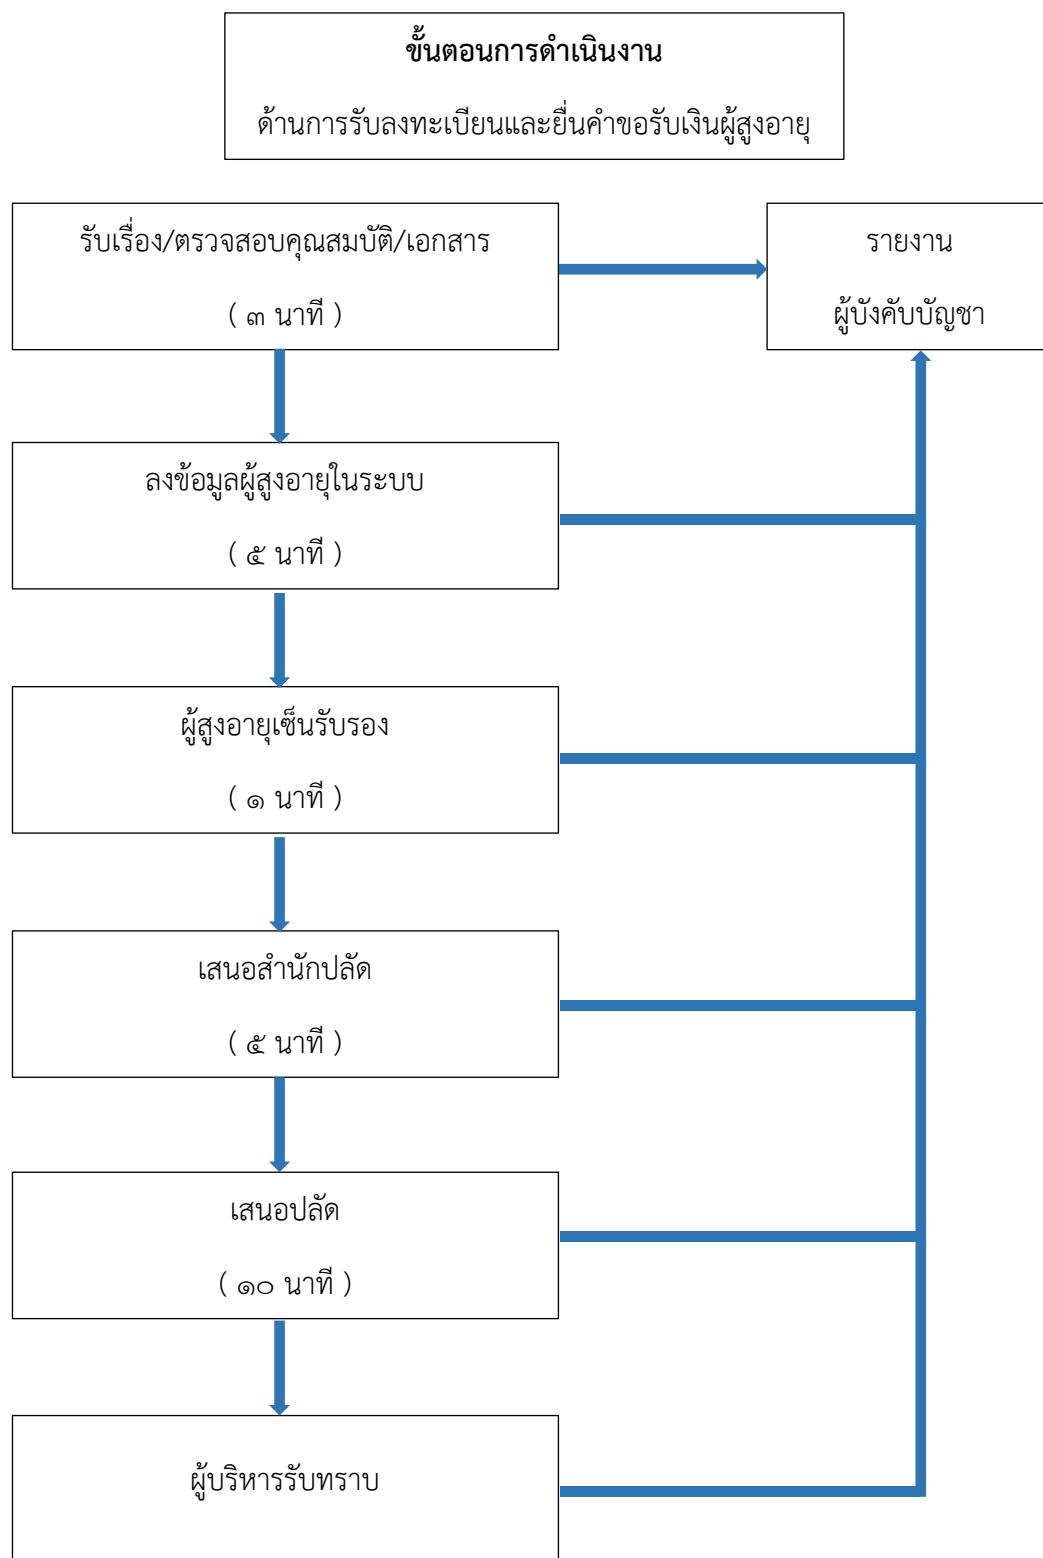 ขั้นตอนการดำเนินงาน
ด้านการรับลงทะเบียนและยื่นคำขอรับเงินผู้สูงอายุ
รับเรื่อง/ตรวจสอบคุณสมบัติ/เอกสาร
( ๓ นาที )
รายงาน
ผู้บังคับบัญชา
ลงข้อมูลผู้สูงอายุในระบบ
( ๕ นาที )
ผู้สูงอายุเซ็นรับรอง
( ๑ นาที )
เสนอสำนักปลัด
( ๕ นาที )
เสนอปลัด
( ๑๐ นาที )
ผู้บริหารรับทราบ